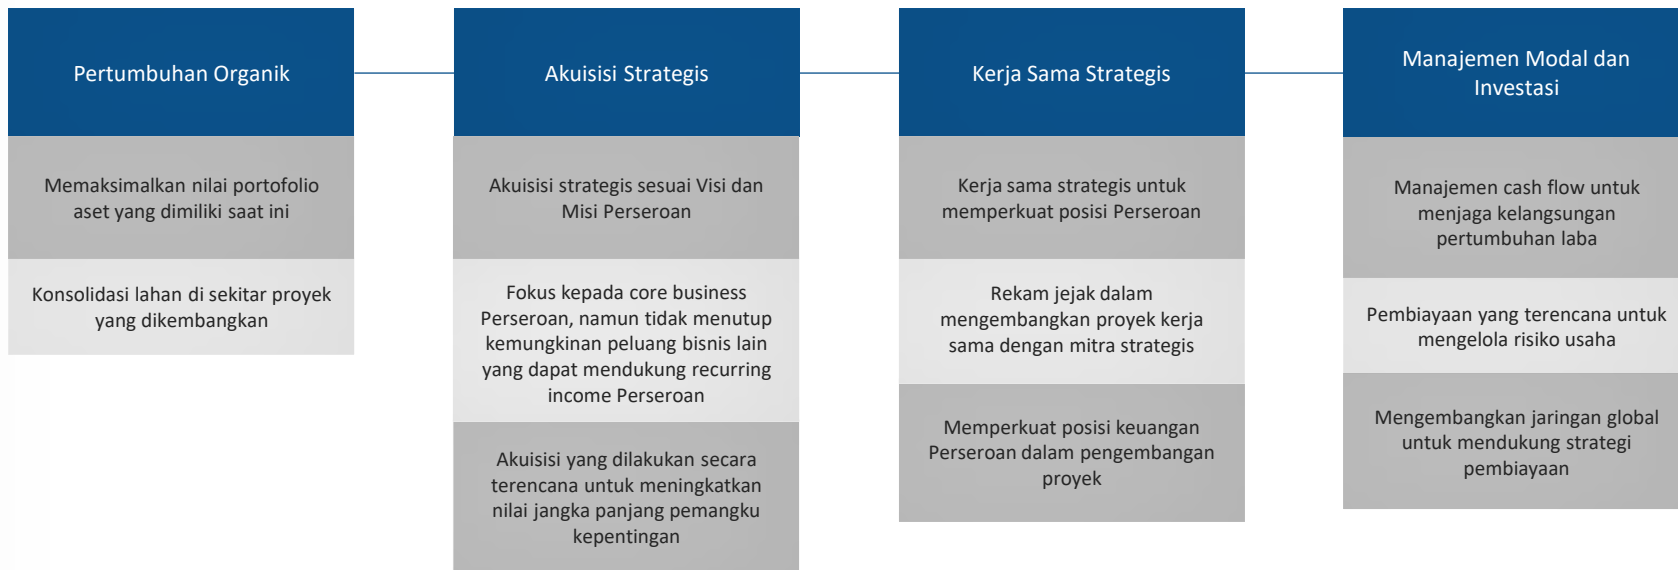 Pertumbuhan Organik
Memaksimalkan nilai portofolio
aset yang dimiliki saat ini
Konsolidasi lahan di sekitar proyek
yang dikembangkan
Akuisisi Strategis
Akuisisi strategis sesuai Visi dan
Misi Perseroan
Fokus kepada core business
Perseroan, namun tidak menutup
kemungkinan peluang bisnis lain
yang dapat mendukung recurring
income Perseroan
Akuisisi yang dilakukan secara
terencana untuk meningkatkan
nilai jangka panjang pemangku
kepentingan
Kerja Sama Strategis
Kerja sama strategis untuk
memperkuat posisi Perseroan
Rekam jejak dalam
mengembangkan proyek kerja
sama dengan mitra strategis
Memperkuat posisi keuangan
Perseroan dalam pengembangan
proyek
Manajemen Modal dan
Investasi
Manajemen cash flow untuk
menjaga kelangsungan
pertumbuhan laba
Pembiayaan yang terencana untuk
mengelola risiko usaha
Mengembangkan jaringan global
untuk mendukung strategi
pembiayaan